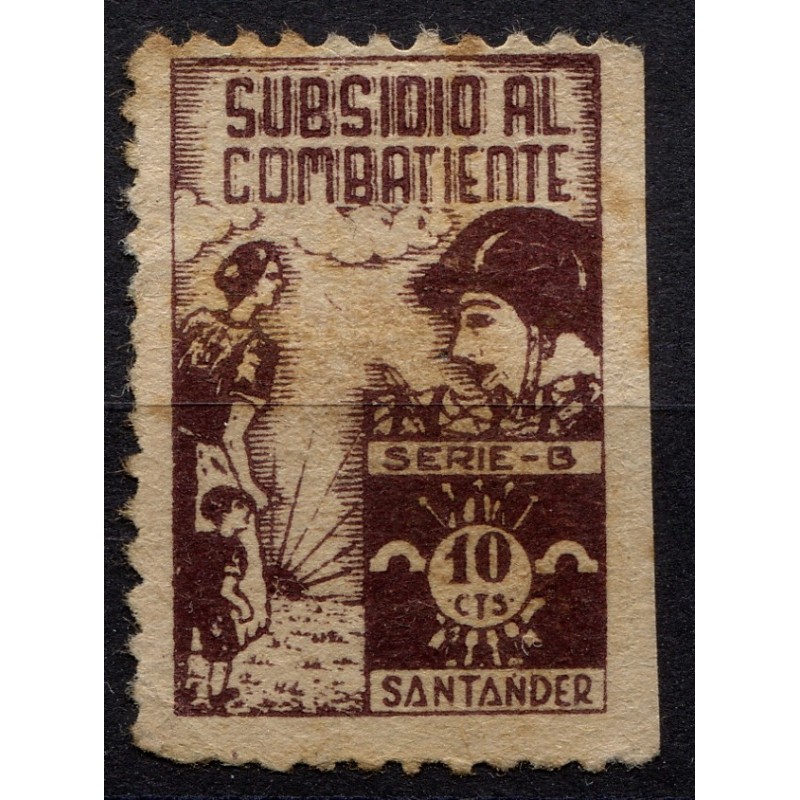 SUBSIDIO AL
COMBATIENTE
SERIE-B
10
CTS
SANTANDER